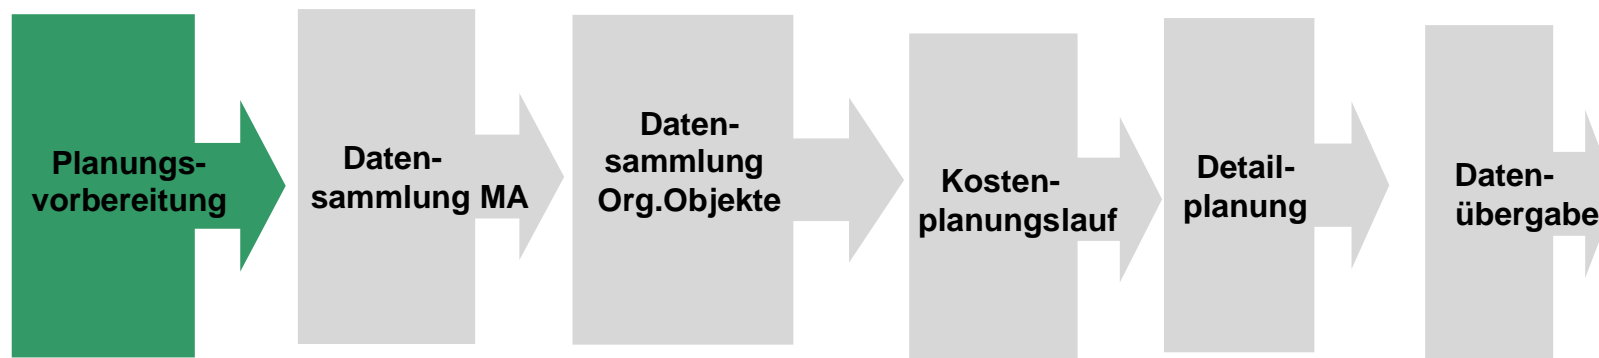 Planungs-
vorbereitung
Daten-
sammlung MA
Daten-
sammlung
Org.Objekte
Kosten-
planungslauf
Detail-
planung
Daten-
übergabe